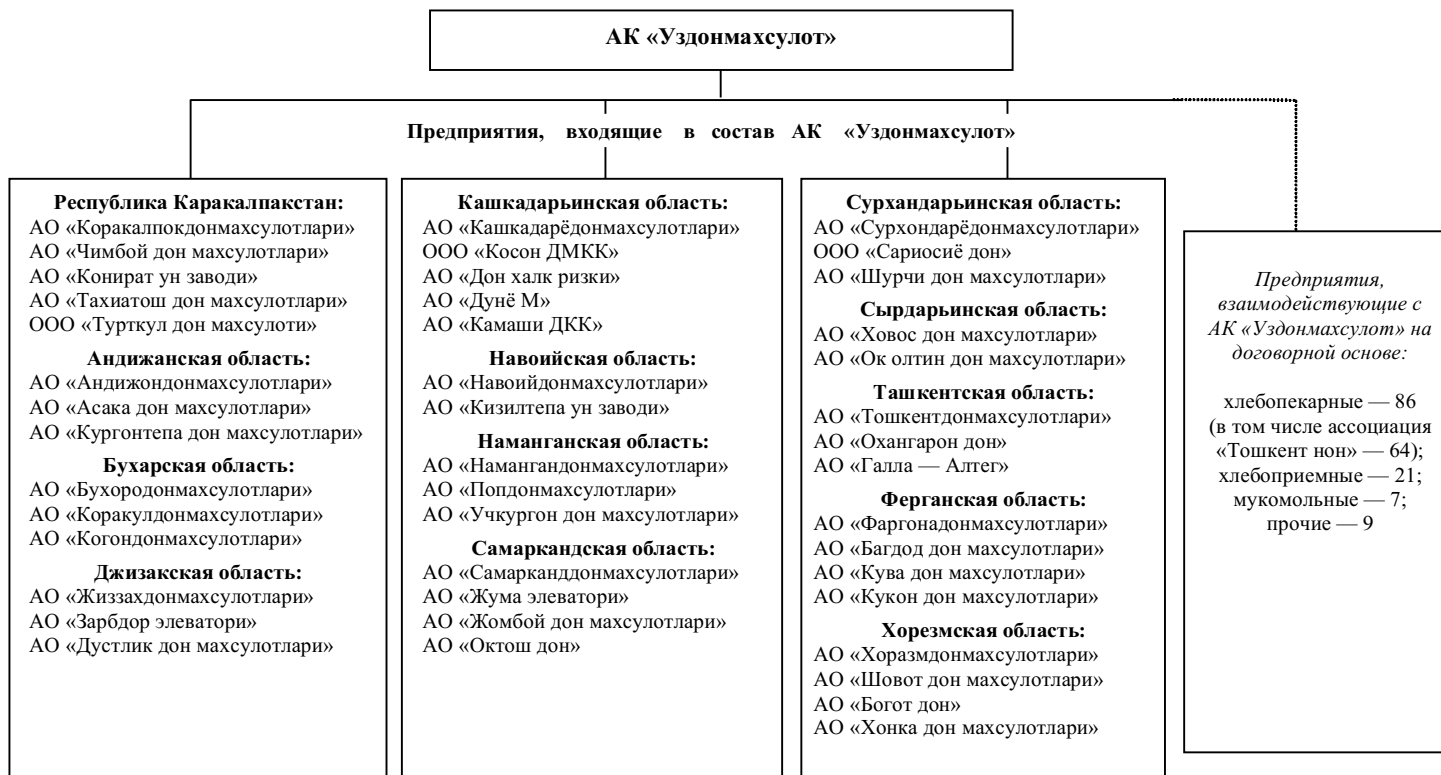 АК «Уздонмахсулот»
Предприятия, входящие в состав АК «Уздонмахсулот»
Республика Каракалпакстан:
АО «Коракалпокдонмахсулотлари»
АО «Чимбой дон махсулотлари»
АО «Конират ун заводи»
АО «Тахиатош дон махсулотлари»
ООО «Турткул дон махсулоти»
Андижанская область:
АО «Андижондонмахсулотлари»
АО «Асака дон махсулотлари»
АО «Кургонтепа дон махсулотлари»
Бухарская область:
АО «Бухородонмахсулотлари»
АО «Коракулдонмахсулотлари»
АО «Когондонмахсулотлари»
Джизакская область:
АО «Жиззахдонмахсулотлари»
АО «Зарбдор элеватори»
АО «Дустлик дон махсулотлари»
Кашкадарьинская область:
АО «Кашкадарёдонмахсулотлари»
ООО «Косон ДМКК»
АО «Дон халк ризки»
АО «Дунё М»
АО «Камаши ДКК»
Навоийская область:
АО «Навоийдонмахсулотлари»
АО «Кизилтепа ун заводи»
Наманганская область:
АО «Намангандонмахсулотлари»
АО «Попдонмахсулотлари»
АО «Учкургон дон махсулотлари»
Самаркандская область:
АО «Самарканддонмахсулотлари»
АО «Жума элеватори»
АО «Жомбой дон махсулотлари»
АО «Октош дон»
Сурхандарьинская область:
АО «Сурхондарёдонмахсулотлари»
ООО «Сариосиё дон»
АО «Шурчи дон махсулотлари»
Сырдарьинская область:
АО «Ховос дон махсулотлари»
АО «Ок олтин дон махсулотлари»
Ташкентская область:
АО «Тошкентдонмахсулотлари»
АО «Охангарон дон»
АО «Галла — Алтег»
Ферганская область:
АО «Фаргонадонмахсулотлари»
АО «Багдод дон махсулотлари»
АО «Кува дон махсулотлари»
АО «Кукон дон махсулотлари»
Хорезмская область:
АО «Хоразмдонмахсулотлари»
АО «Шовот дон махсулотлари»
АО «Богот дон»
АО «Хонка дон махсулотлари»
Предприятия,
взаимодействующие с
АК «Уздонмахсулот» на
договорной основе:
хлебопекарные — 86
(в том числе ассоциация
«Тошкент нон» — 64);
хлебоприемные — 21;
мукомольные — 7;
прочие — 9